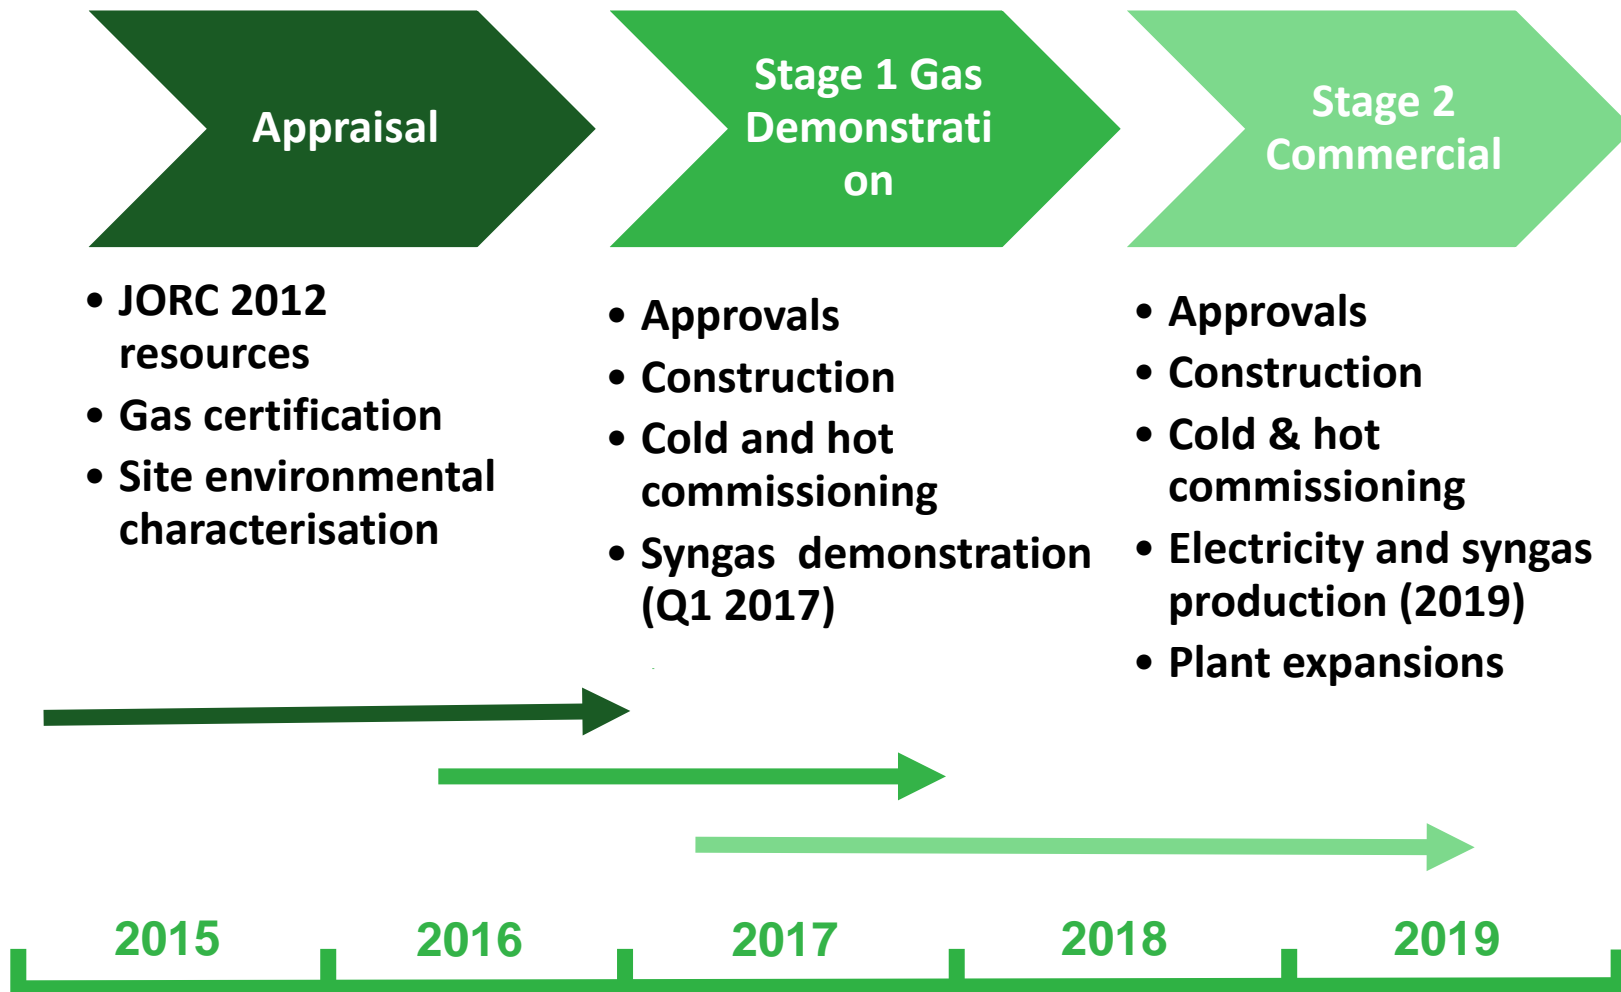 Appraisal
Stage 1 Gas
Demonstrati
on
Stage 2
Commercial
• JORC 2012
resources
• Gas certification
• Site environmental
characterisation
• Approvals
• Construction
• Cold and hot
commissioning
• Syngas demonstration
(Q1 2017)
• Approvals
• Construction
• Cold & hot
commissioning
• Electricity and syngas
production (2019)
• Plant expansions
2015 2016 2017 2018 2019